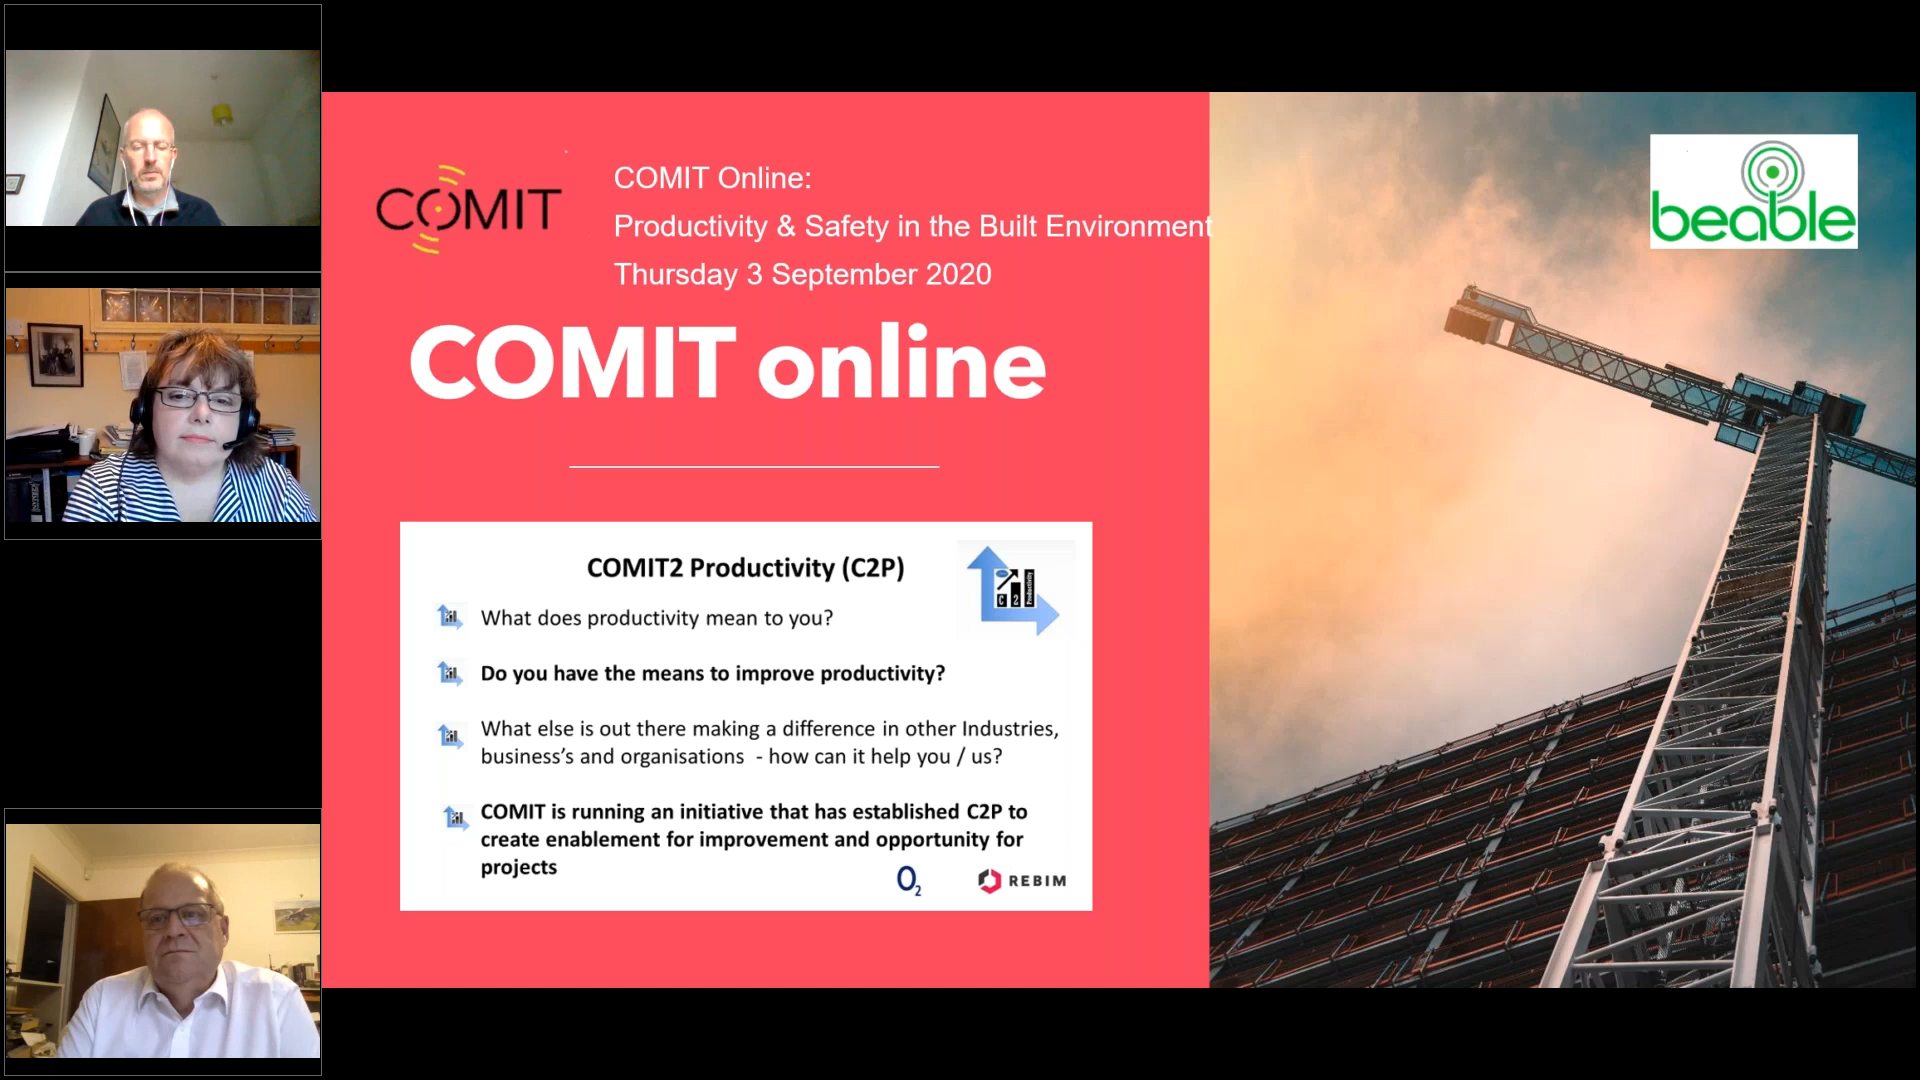 COMIT
COMIT Online:
Productivity & Safety in the Built Environment
Thursday 3 September 2020
beable
COMIT online
COMIT2 Productivity (C2P)
C 2 Productivity
What does productivity mean to you?
Do you have the means to improve productivity?
What else is out there making a difference in other Industries,
business's and organisations - how can it help you / us?
COMIT is running an initiative that has established C2P to
create enablement for improvement and opportunity for
projects
O2
REBIM